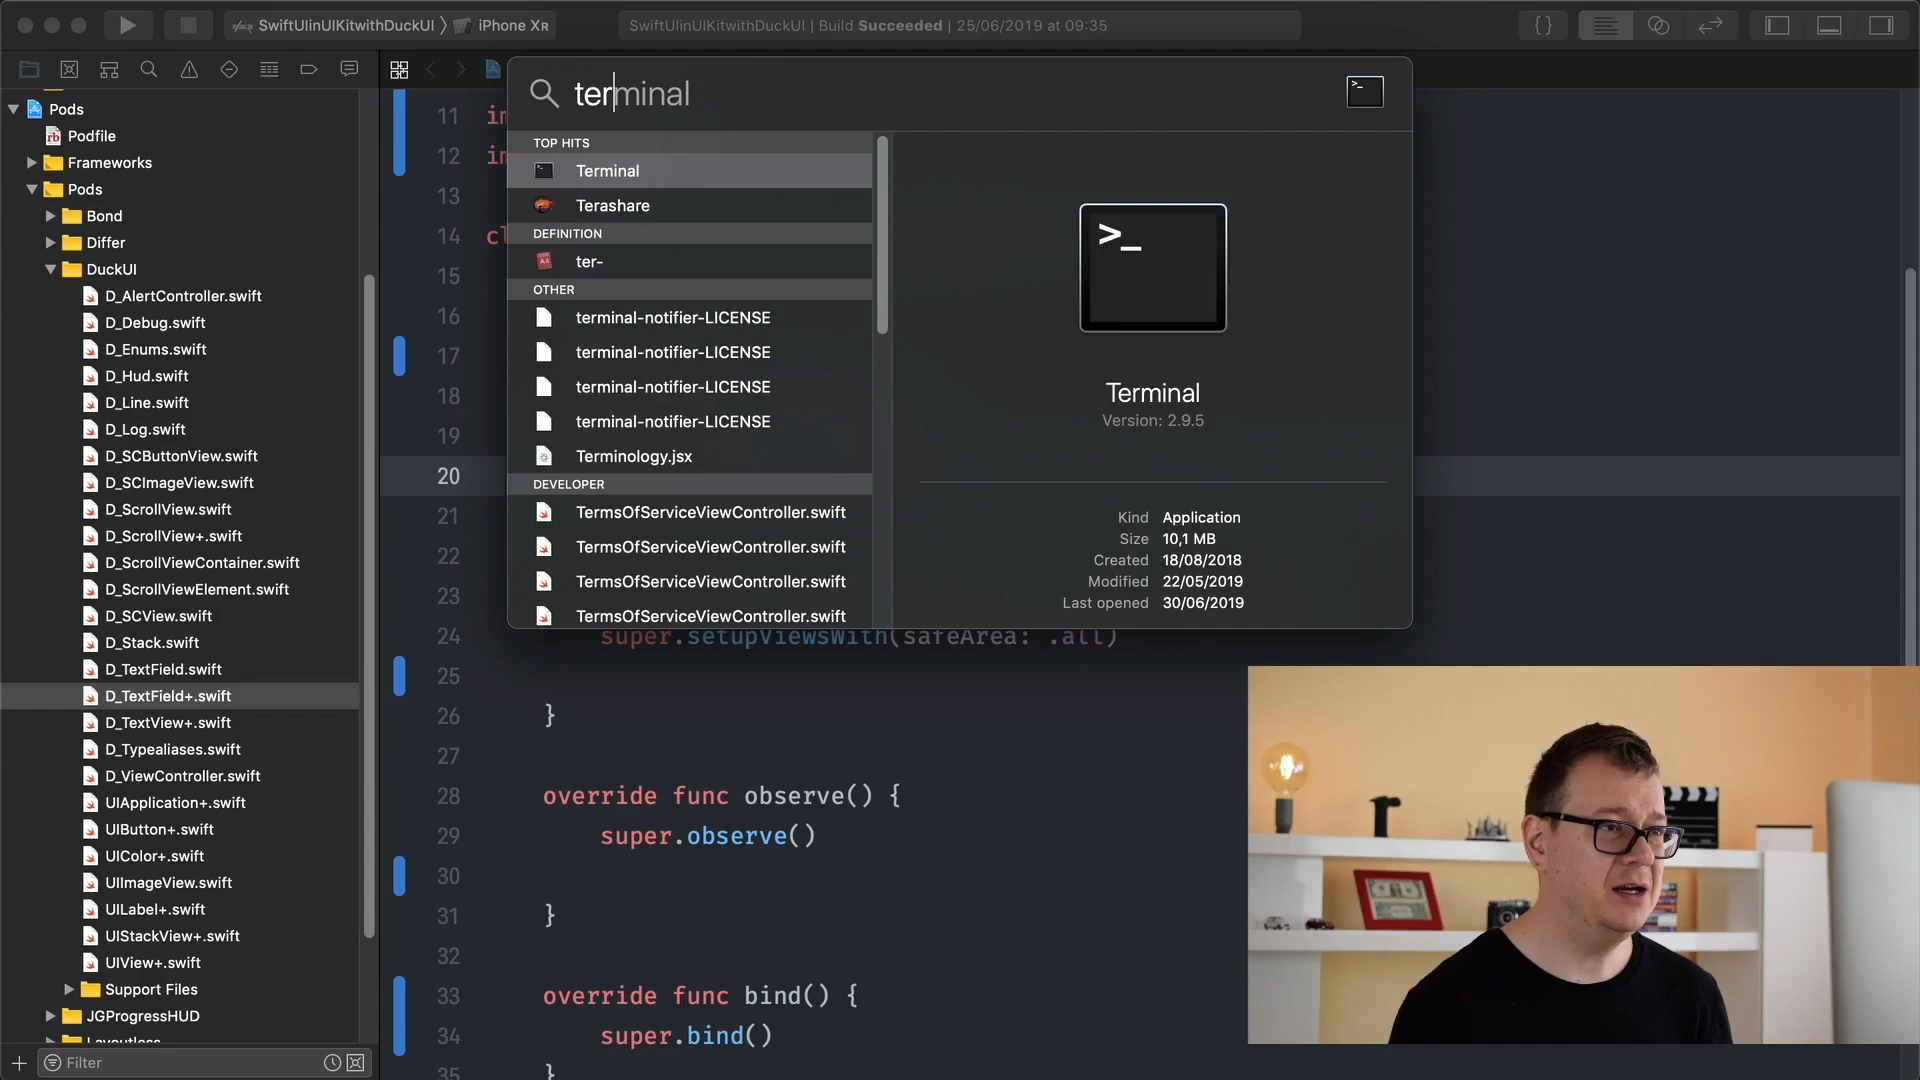 SwiftUIinUIKitwithDuckUI
iPhone Xʀ
SwiftUIinUIKitwithDuckUI | Build Succeeded | 25/06/2019 at 09:35
Pods
Podfile
Frameworks
Pods
Bond
Differ
DuckUI
D_AlertController.swift
D_Debug.swift
D_Enums.swift
D_Hud.swift
D_Line.swift
D_Log.swift
D_SCButtonView.swift
D_SCImageView.swift
D_ScrollView.swift
D_ScrollView+.swift
D_ScrollViewContainer.swift
D_ScrollViewElement.swift
D_SCView.swift
D_Stack.swift
D_TextField.swift
D_TextField+.swift
D_TextView+.swift
D_Typealiases.swift
D_ViewController.swift
UIApplication+.swift
UIButton+.swift
UIColor+.swift
UIImageView.swift
UILabel+.swift
UIStackView+.swift
UIView+.swift
Support Files
JGProgressHUD
Filter
terminal
TOP HITS
Terminal
Terashare
DEFINITION
ter-
OTHER
terminal-notifier-LICENSE
terminal-notifier-LICENSE
terminal-notifier-LICENSE
terminal-notifier-LICENSE
Terminology.jsx
DEVELOPER
TermsOfServiceViewController.swift
TermsOfServiceViewController.swift
TermsOfServiceViewController.swift
TermsOfServiceViewController.swift
>_
Terminal
Version: 2.9.5
Kind Application
Size 10,1 MB
Created 18/08/2018
Modified 22/05/2019
Last opened 30/06/2019
11 im
12 im
13
14 cl
15
16
17
18
19
20
21
22
23
24 super.setupViewsWith(safeArea: .all)
25
26 }
27
28 override func observe() {
29 super.observe()
30
31 }
32
33 override func bind() {
34 super.bind()
35 }